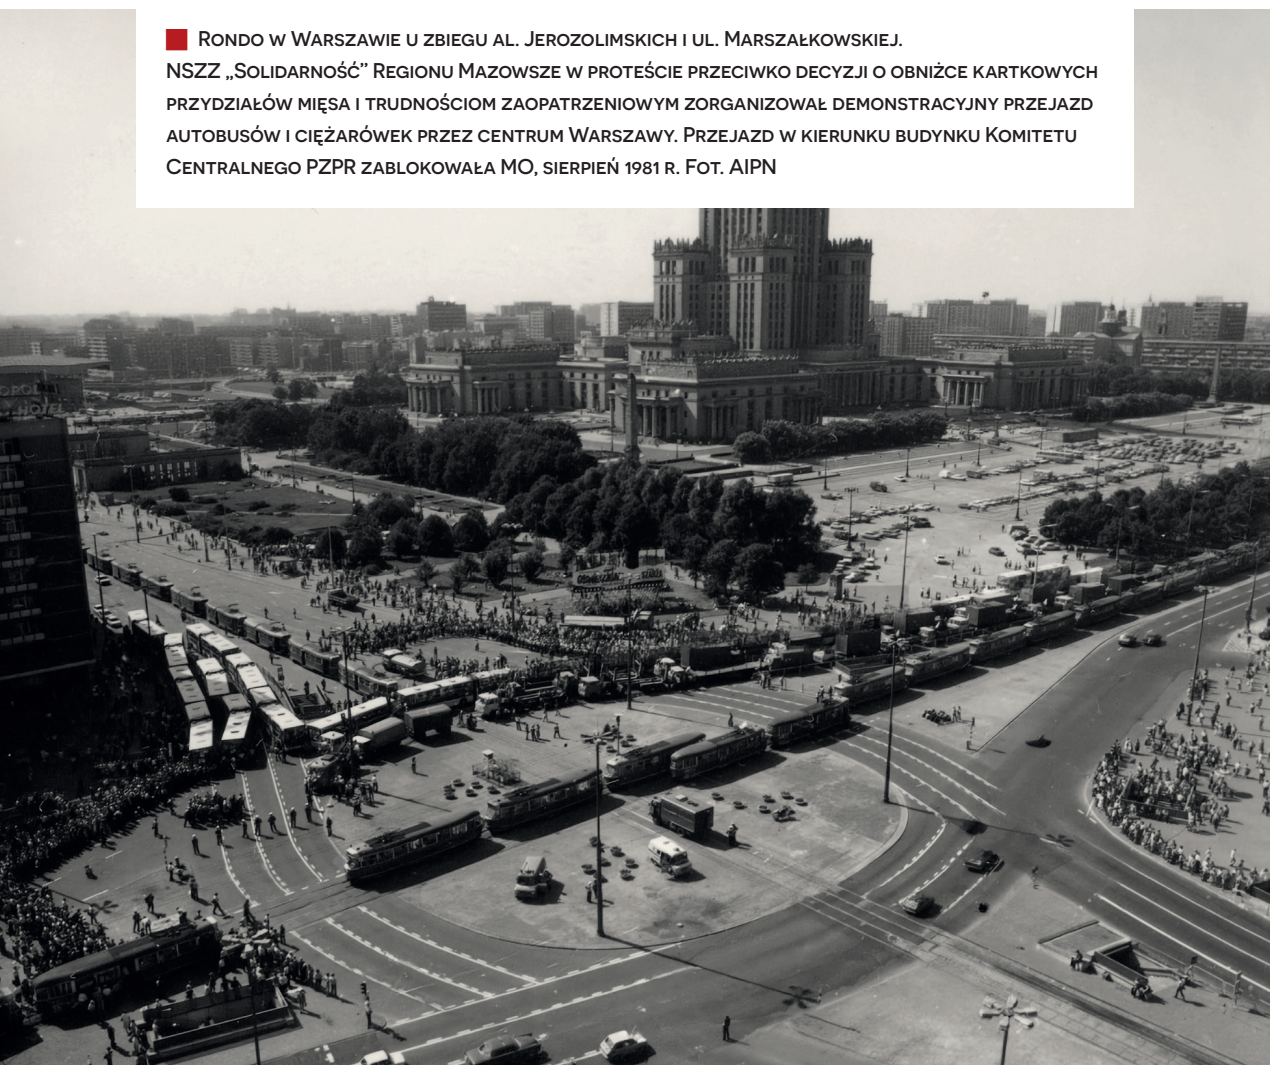 Rondo w Warszawie u zbiegu al. Jerozolimskich i ul. Marszałkowskiej.
NSZZ „Solidarność” Regionu Mazowsze w proteście przeciwko decyzji o obniżce kartkowych
przydziałów mięsa i trudnościom zaopatrzeniowym zorganizował demonstracyjny przejazd
autobusów i ciężarówek przez centrum Warszawy. Przejazd w kierunku budynku Komitetu
Centralnego PZPR zablokowała MO, sierpień 1981 r. Fot. AIPN